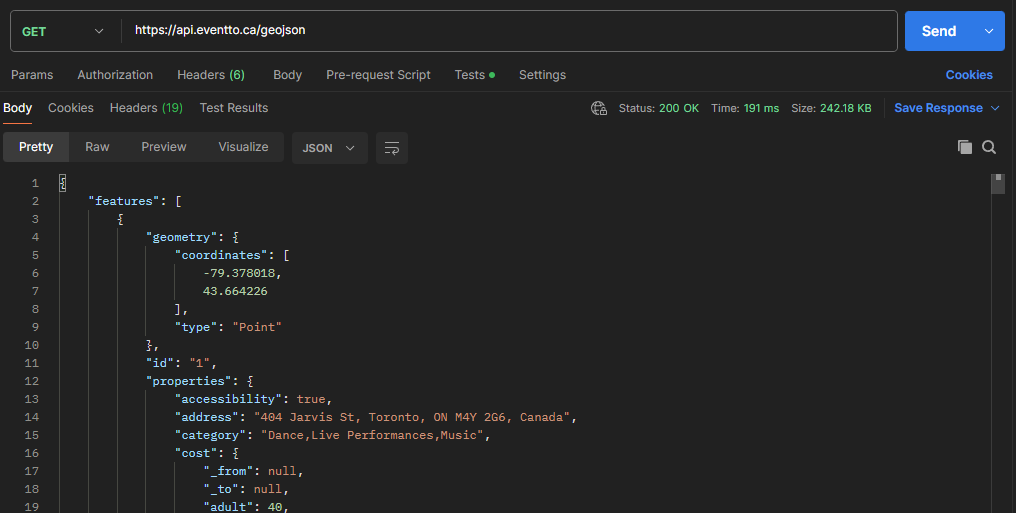 GET https://api.eventto.ca/geojson Send
Params Authorization Headers (6) Body Pre-request Script Tests Settings Cookies
Body Cookies Headers (19) Test Results Status: 200 OK Time: 191 ms Size: 242.18 KB Save Response
Pretty Raw Preview Visualize JSON
1 {
2 "features": [
3 {
4 "geometry": {
5 "coordinates": [
6 -79.378018,
7 43.664226
8 ],
9 "type": "Point"
10 },
11 "id": "1",
12 "properties": {
13 "accessibility": true,
14 "address": "404 Jarvis St, Toronto, ON M4Y 2G6, Canada",
15 "category": "Dance,Live Performances,Music",
16 "cost": {
17 "_from": null,
18 "_to": null,
19 "adult": 40,